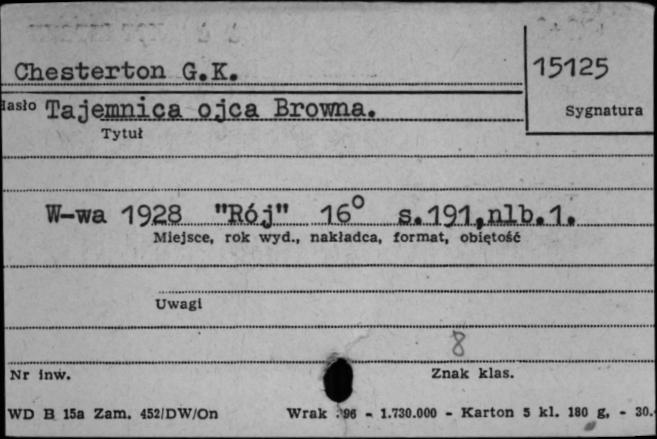 Chesterton G.K.
15125
Hasło Tajemnica ojca Browna.
Sygnatura
Tytuł
W-wa 1928 "Rój" 16° s.191,nlb.1.
Miejsce, rok wyd., nakładca, format, objętość
Uwagi
8
Nr inw.
Znak klas.
WD B 15a Zam. 452/DW/On Wrak 96 - 1.730.000 - Karton 5 kl. 180 g, - 30.